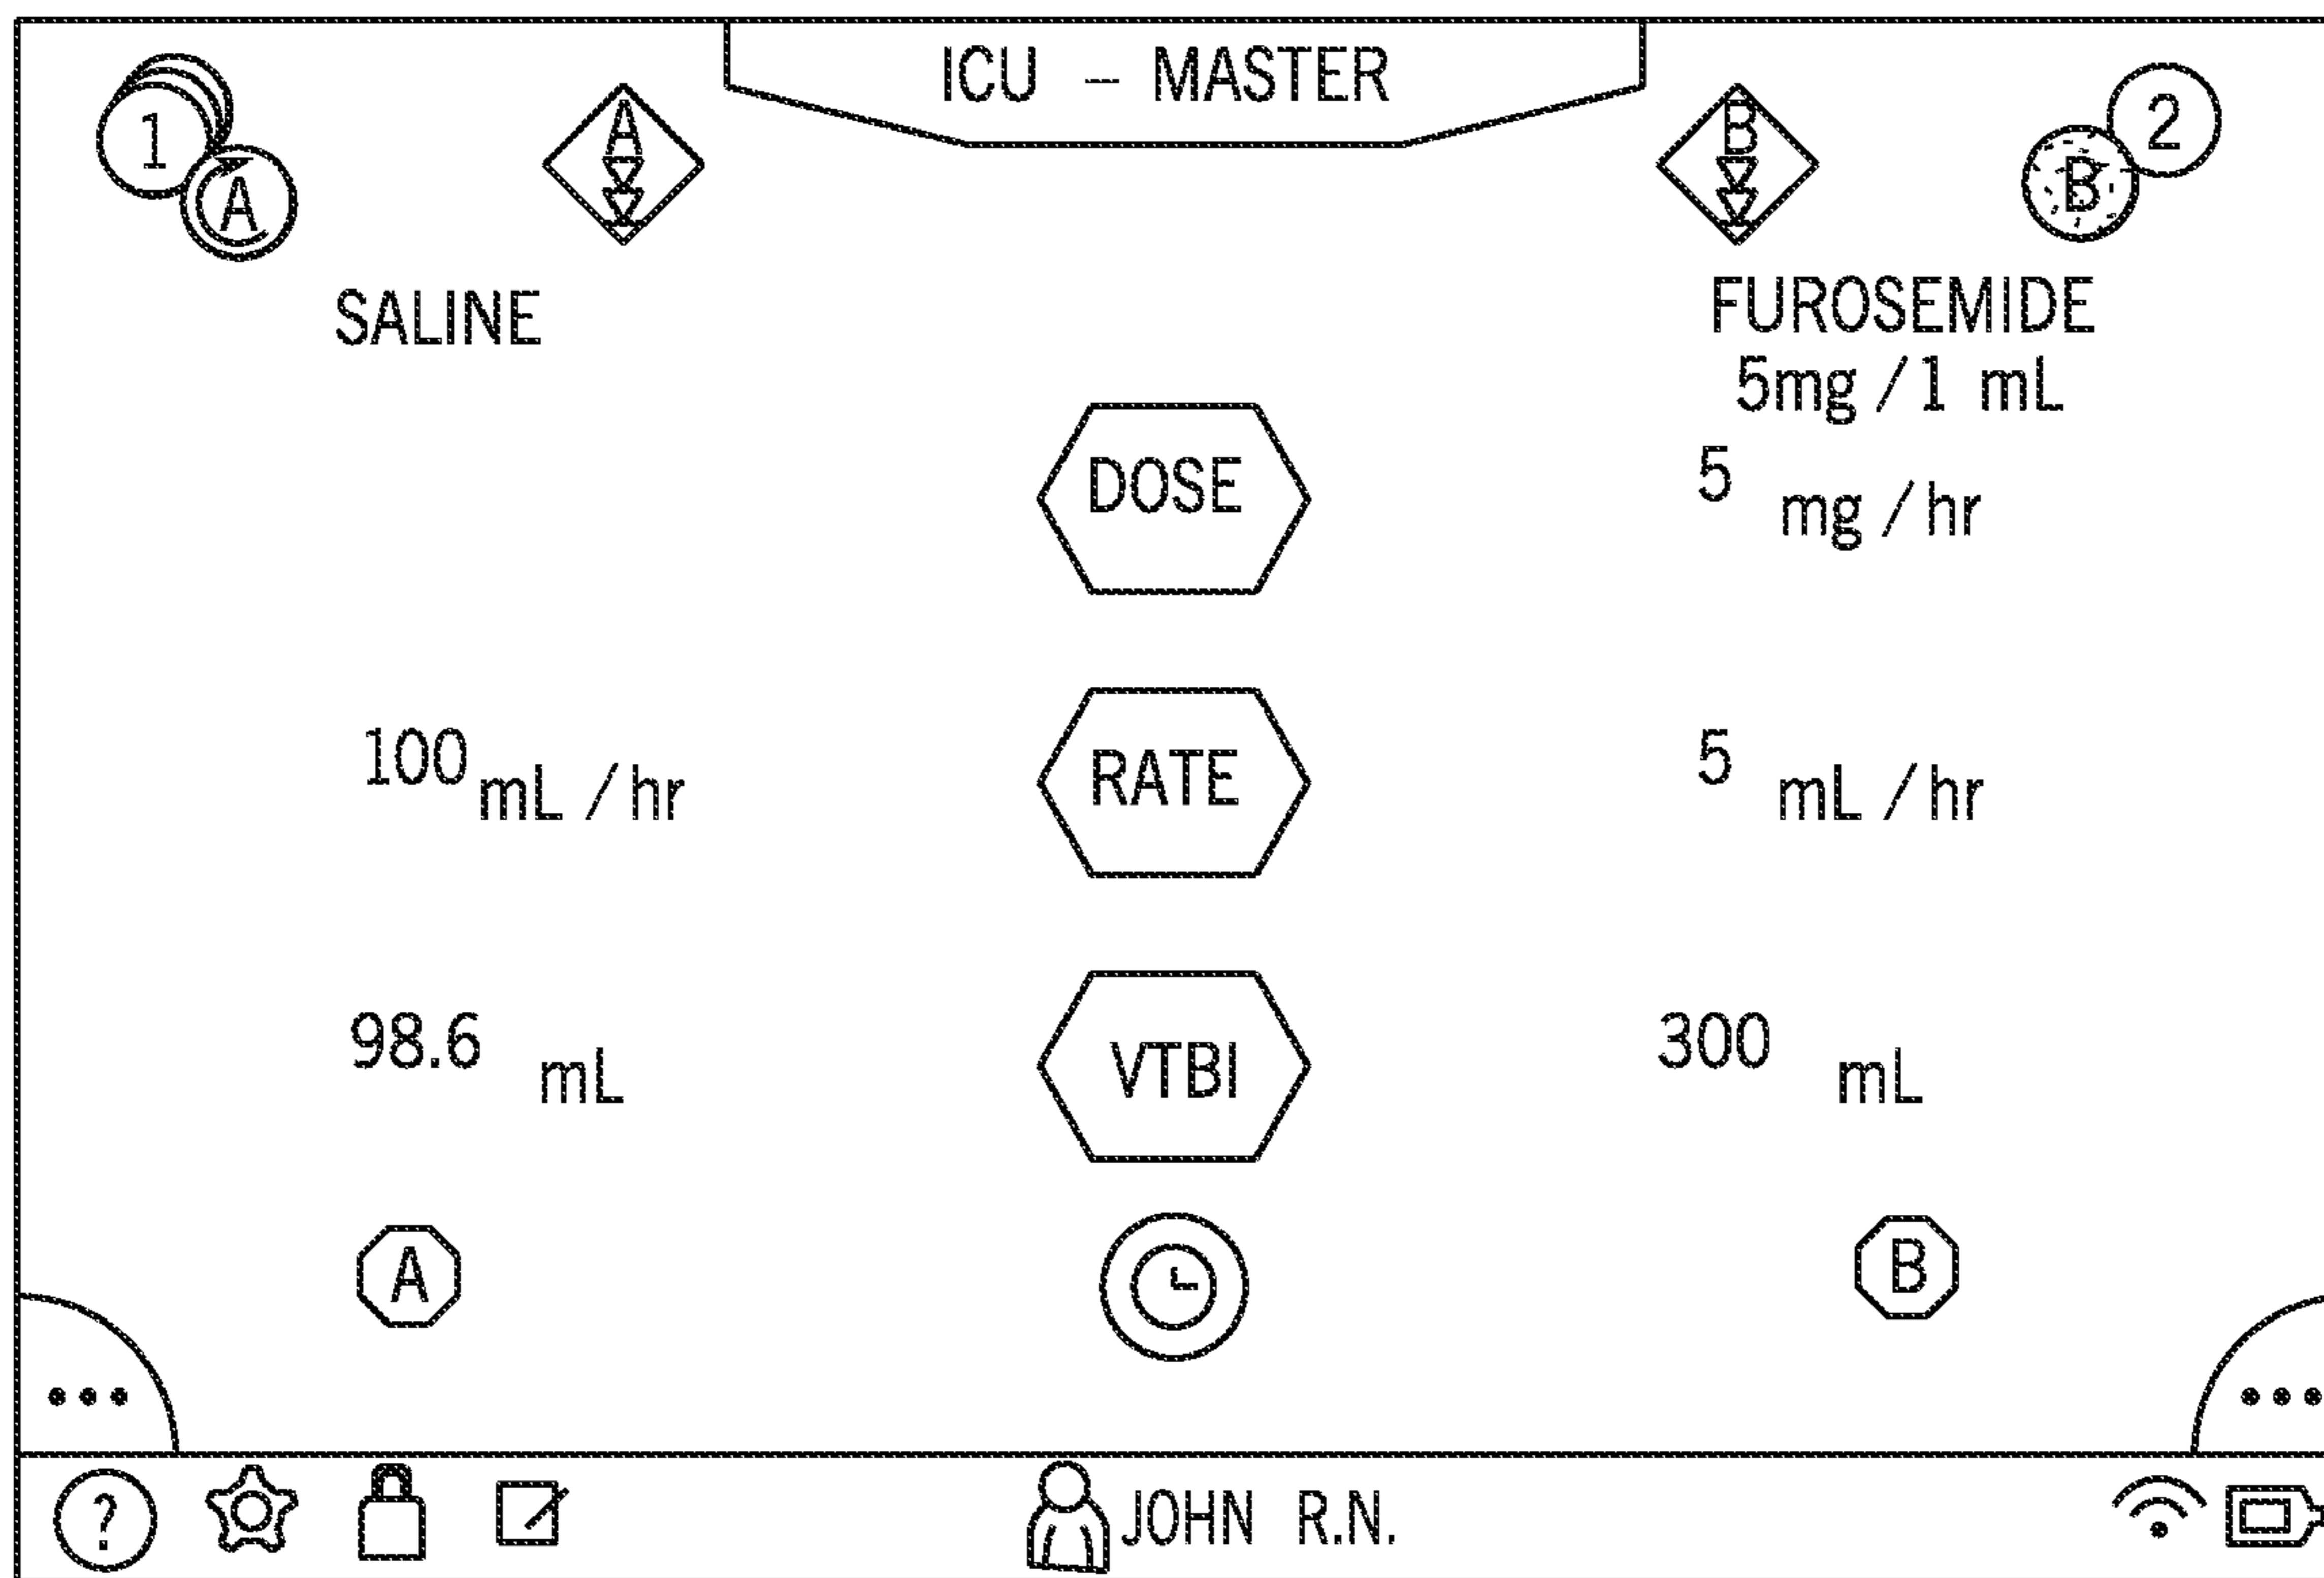 ICU – MASTER
1
A
A
B
B
2
SALINE
FUROSEMIDE
5mg /1 mL
DOSE
5 mg /hr
100 mL /hr
RATE
5 mL /hr
98.6 mL
VTBI
300 mL
A
B
?
JOHN R.N.